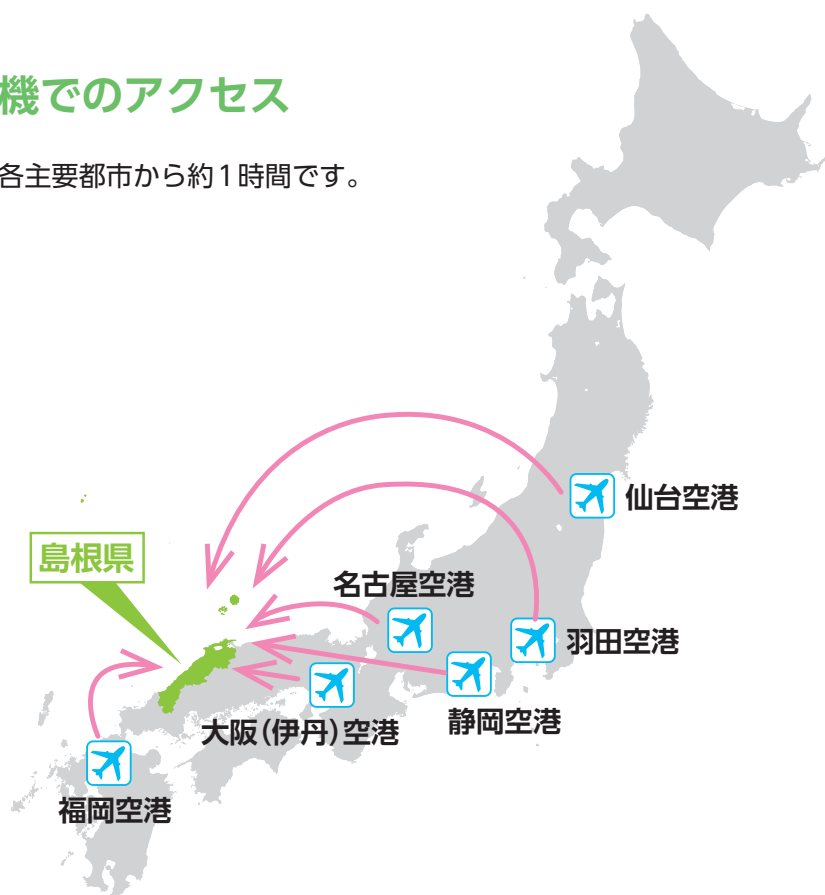 機でのアクセス
各主要都市から約1時間です。
仙台空港
島根県
名古屋空港
羽田空港
静岡空港
大阪(伊丹)空港
福岡空港